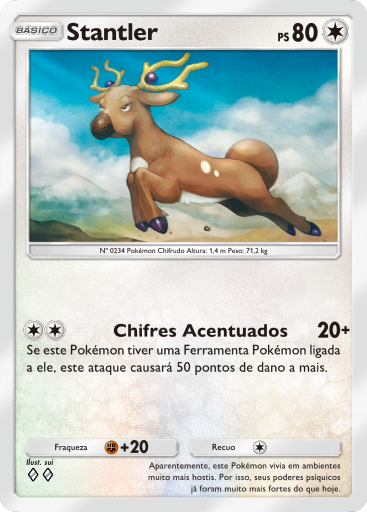 BÁSICO Stantler PS 80
Nº 0234 Pokémon Chifrudo Altura: 1,4 m Peso: 71,2 kg
Chifres Acentuados 20+
Se este Pokémon tiver uma Ferramenta Pokémon ligada
a ele, este ataque causará 50 pontos de dano a mais.
Fraqueza +20 Recuo
Ilust. sui
Aparentemente, este Pokémon vivia em ambientes
muito mais hostis. Por isso, seus poderes psíquicos
já foram muito mais fortes do que hoje.